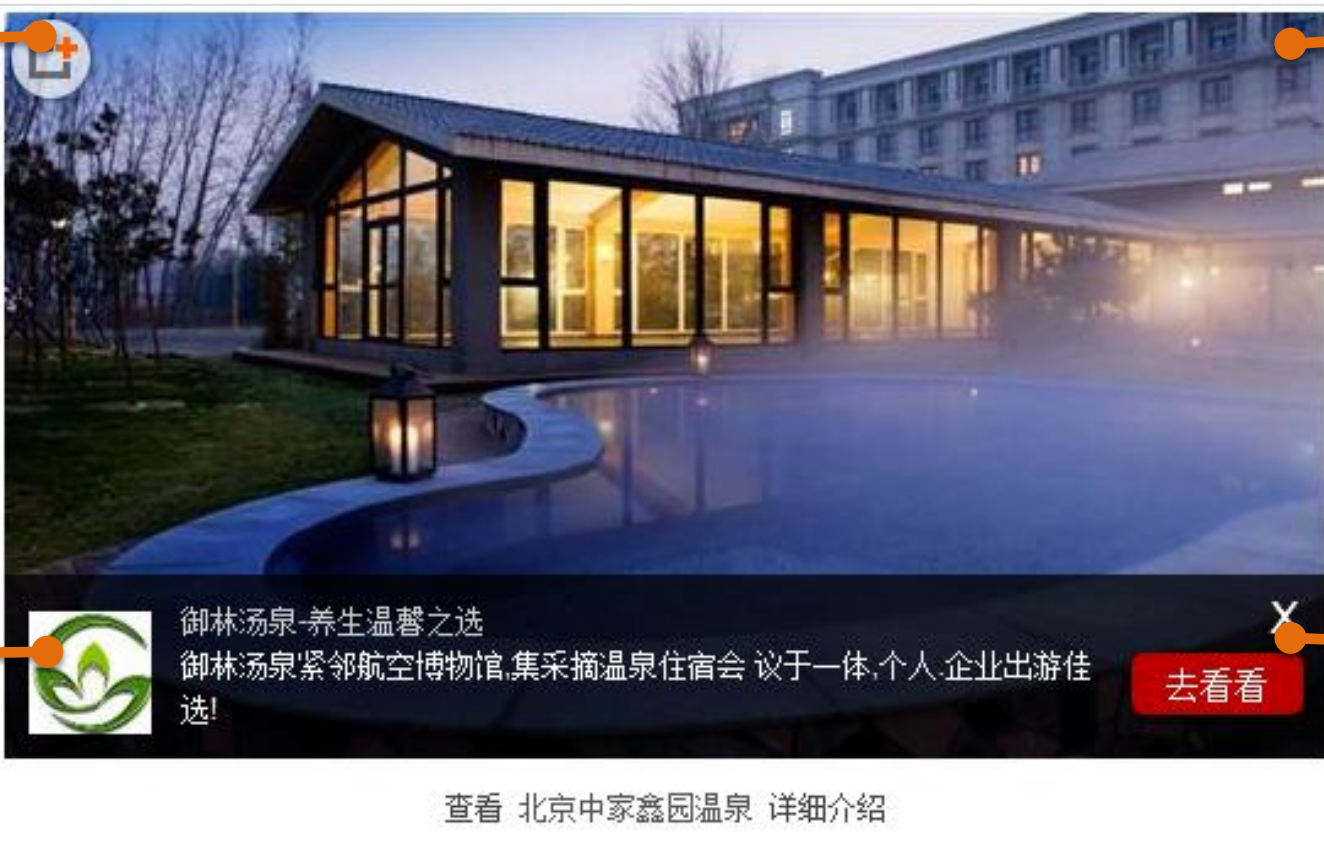 御林汤泉-养生温馨之选
御林汤泉紧邻航空博物馆,集采摘温泉住宿会 议于一体,个人.企业出游佳
选!
X
去看看
查看 北京中家鑫园温泉 详细介绍